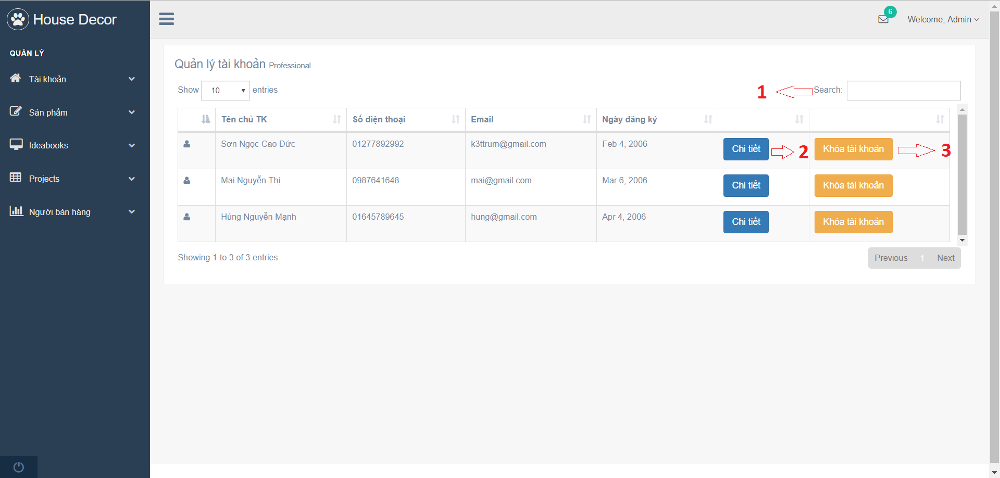 House Decor
6
Welcome, Admin
QUẢN LÝ
Tài khoản
Sản phẩm
Ideabooks
Projects
Người bán hàng
Quản lý tài khoản Professional
Show 10 entries
1
Search:
Tên chủ TK Số điện thoại Email Ngày đăng ký
Sơn Ngọc Cao Đức 01277892992 k3ttrum@gmail.com Feb 4, 2006 Chi tiết 2 Khóa tài khoản 3
Mai Nguyễn Thị 0987641648 mai@gmail.com Mar 6, 2006 Chi tiết Khóa tài khoản
Hùng Nguyễn Mạnh 01645789645 hung@gmail.com Apr 4, 2006 Chi tiết Khóa tài khoản
Showing 1 to 3 of 3 entries
Previous 1 Next